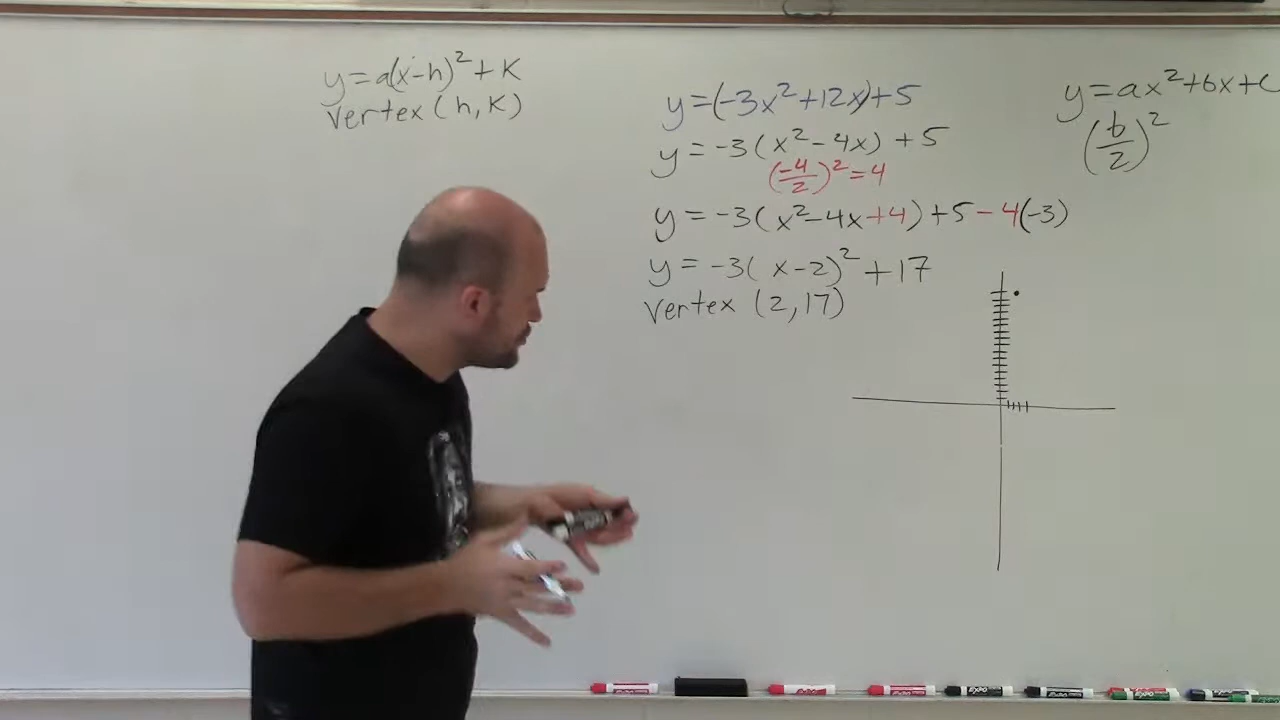 y=a(x-h)²+K
vertex (h,K)
y=(-3x²+12x)+5
y=-3(x²-4x)+5
(-4/2)²=4
y=-3(x²-4x+4)+5-4(-3)
y=-3(x-2)²+17
vertex (2,17)
y=ax²+bx+c
(b/2)²